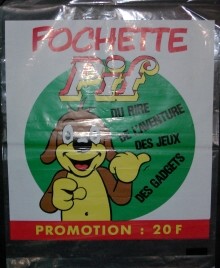 POCHETTE
Pif
DU RIRE
DE L'AVENTURE
DES JEUX
DES GADGETS
PROMOTION : 20 F